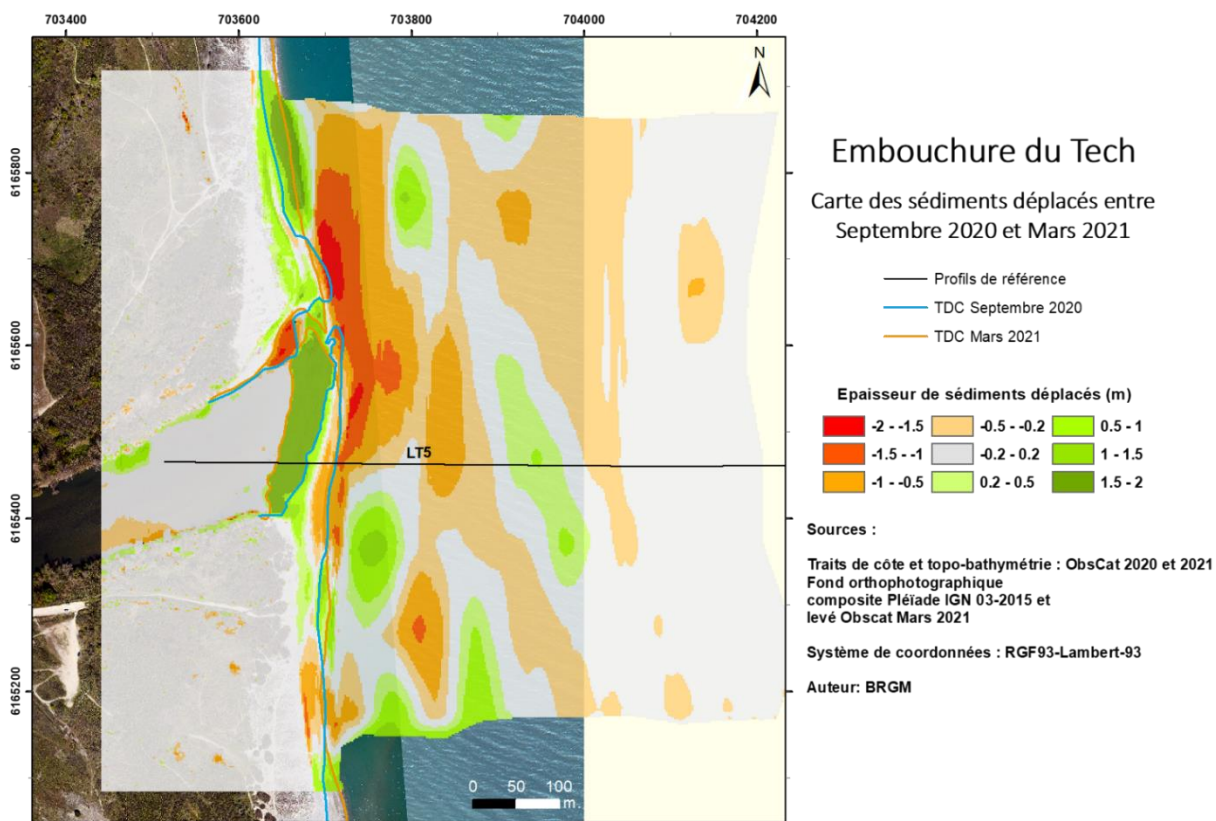 703400 703600 703800 704000 704200
6165800
6165600
6165400
6165200
N
LT5
0 50 100
m.
Embouchure du Tech
Carte des sédiments déplacés entre
Septembre 2020 et Mars 2021
Profils de référence
TDC Septembre 2020
TDC Mars 2021
Epaisseur de sédiments déplacés (m)
-2 - -1.5 -0.5 - -0.2 0.5 - 1
-1.5 - -1 -0.2 - 0.2 1 - 1.5
-1 - -0.5 0.2 - 0.5 1.5 - 2
Sources :
Traits de côte et topo-bathymétrie : ObsCat 2020 et 2021
Fond orthophotographique
composite Pléïade IGN 03-2015 et
levé Obscat Mars 2021
Système de coordonnées : RGF93-Lambert-93
Auteur: BRGM